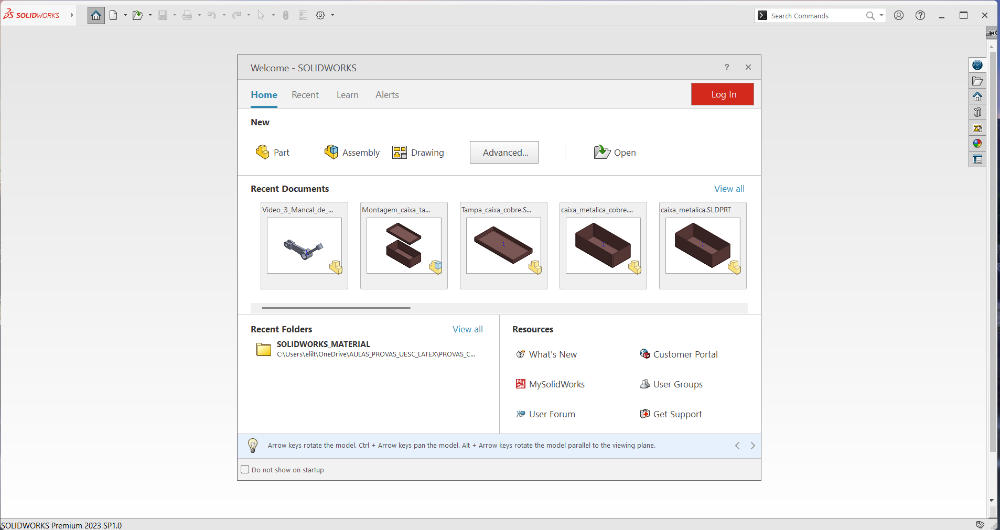 SOLIDWORKS
Search Commands
Welcome - SOLIDWORKS
Home Recent Learn Alerts Log In
New
Part Assembly Drawing Advanced... Open
Recent Documents View all
Video_3_Mancal_de_... Montagem_caixa_ta... Tampa_caixa_cobre.S... caixa_metalica_cobre.... caixa_metalica.SLDPRT
Recent Folders View all
SOLIDWORKS_MATERIAL
C:\Users\elilt\OneDrive\AULAS_PROVAS_UESC_LATEX\PROVAS_C...
Resources
What's New Customer Portal
MySolidWorks User Groups
User Forum Get Support
Arrow keys rotate the model. Ctrl + Arrow keys pan the model. Alt + Arrow keys rotate the model parallel to the viewing plane.
Do not show on startup
SOLIDWORKS Premium 2023 SP1.0